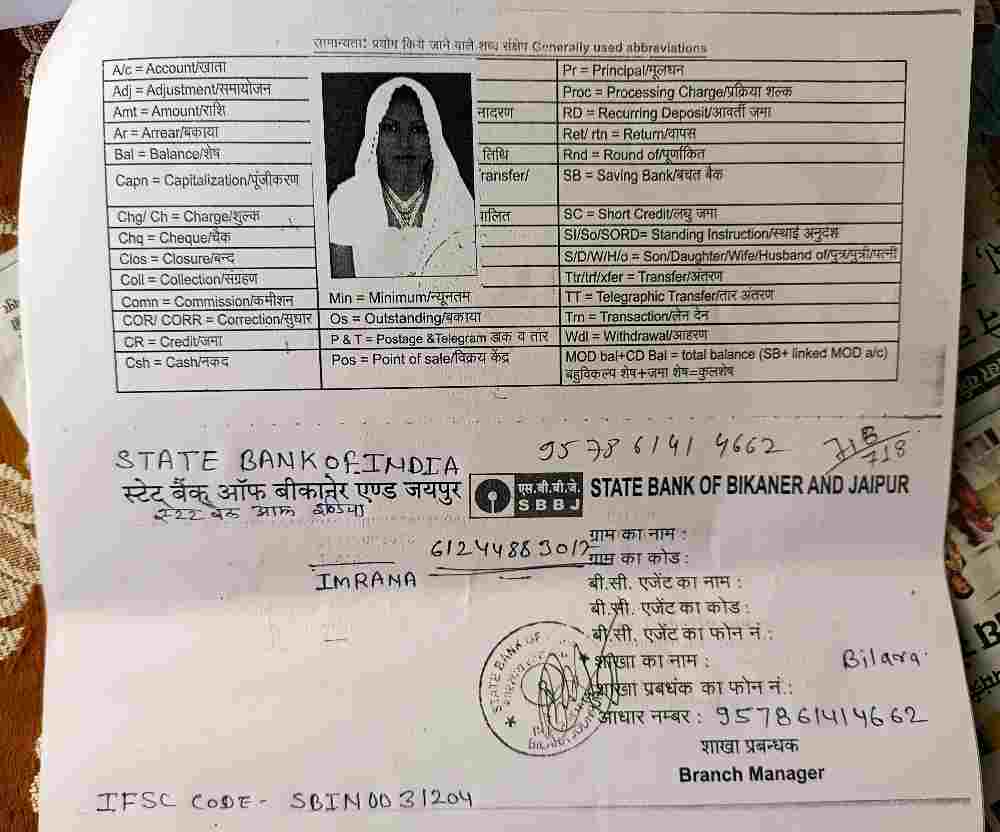 सामान्यता: प्रयोग किये जाने वाले शब्द संक्षेप Generally used abbreviations
A/c = Account/खाता
Pr = Principal/मूलधन
Adj = Adjustment/समायोजन
Proc = Processing Charge/प्रक्रिया शल्क
Amt = Amount/राशि
नादरण
RD = Recurring Deposit/आवर्ती जमा
Ar = Arrear/बकाया
Ret/ rtn = Return/वापस
Bal = Balance/शेष
तिथि
Rnd = Round of/पूर्णांकित
Capn = Capitalization/पूंजीकरण
ransfer/
SB = Saving Bank/बचत बैंक
Chg/ Ch = Charge/शुल्क
गलित
SC = Short Credit/लघु जमा
Chq = Cheque/चैक
SI/So/SORD= Standing Instruction/स्थाई अनुदेश
Clos = Closure/बन्द
S/D/W/H/o = Son/Daughter/Wife/Husband of/पुत्र/पुत्री/पति/पत्नी
Coll = Collection/संग्रहण
Ttr/trf/xfer = Transfer/अंतरण
Comn = Commission/कमीशन
Min = Minimum/न्यूनतम
TT = Telegraphic Transfer/तार अंतरण
COR/ CORR = Correction/सुधार
Os = Outstanding/बकाया
Trn = Transaction/लेन देन
CR = Credit/जमा
P & T = Postage &Telegram डाक व तार
Wdl = Withdrawal/आहरण
Csh = Cash/नकद
Pos = Point of sale/विक्रय केंद्र
MOD bal+CD Bal = total balance (SB+ linked MOD a/c)
बहुविकल्प शेष+जमा शेष=कुलशेष
9578 6141 4662
STATE BANK OF INDIA
स्टेट बैंक ऑफ बीकानेर एण्ड जयपुर
एस.बी.बी.जे.
SBBJ
STATE BANK OF BIKANER AND JAIPUR
स्टेट बैंक आफ इंडिया
ग्राम का नाम :
61244883012
ग्राम का कोड :
IMRANA
बी.सी. एजेंट का नाम :
बी.सी. एजेंट का कोड :
बी.सी. एजेंट का फोन नं.:
STATE BANK OF
शाखा का नाम : Bilara
शाखा प्रबधंक का फोन नं.:
आधार नम्बर : 957861414662
शाखा प्रबन्धक
Branch Manager
IFSC CODE - SBIN0031204